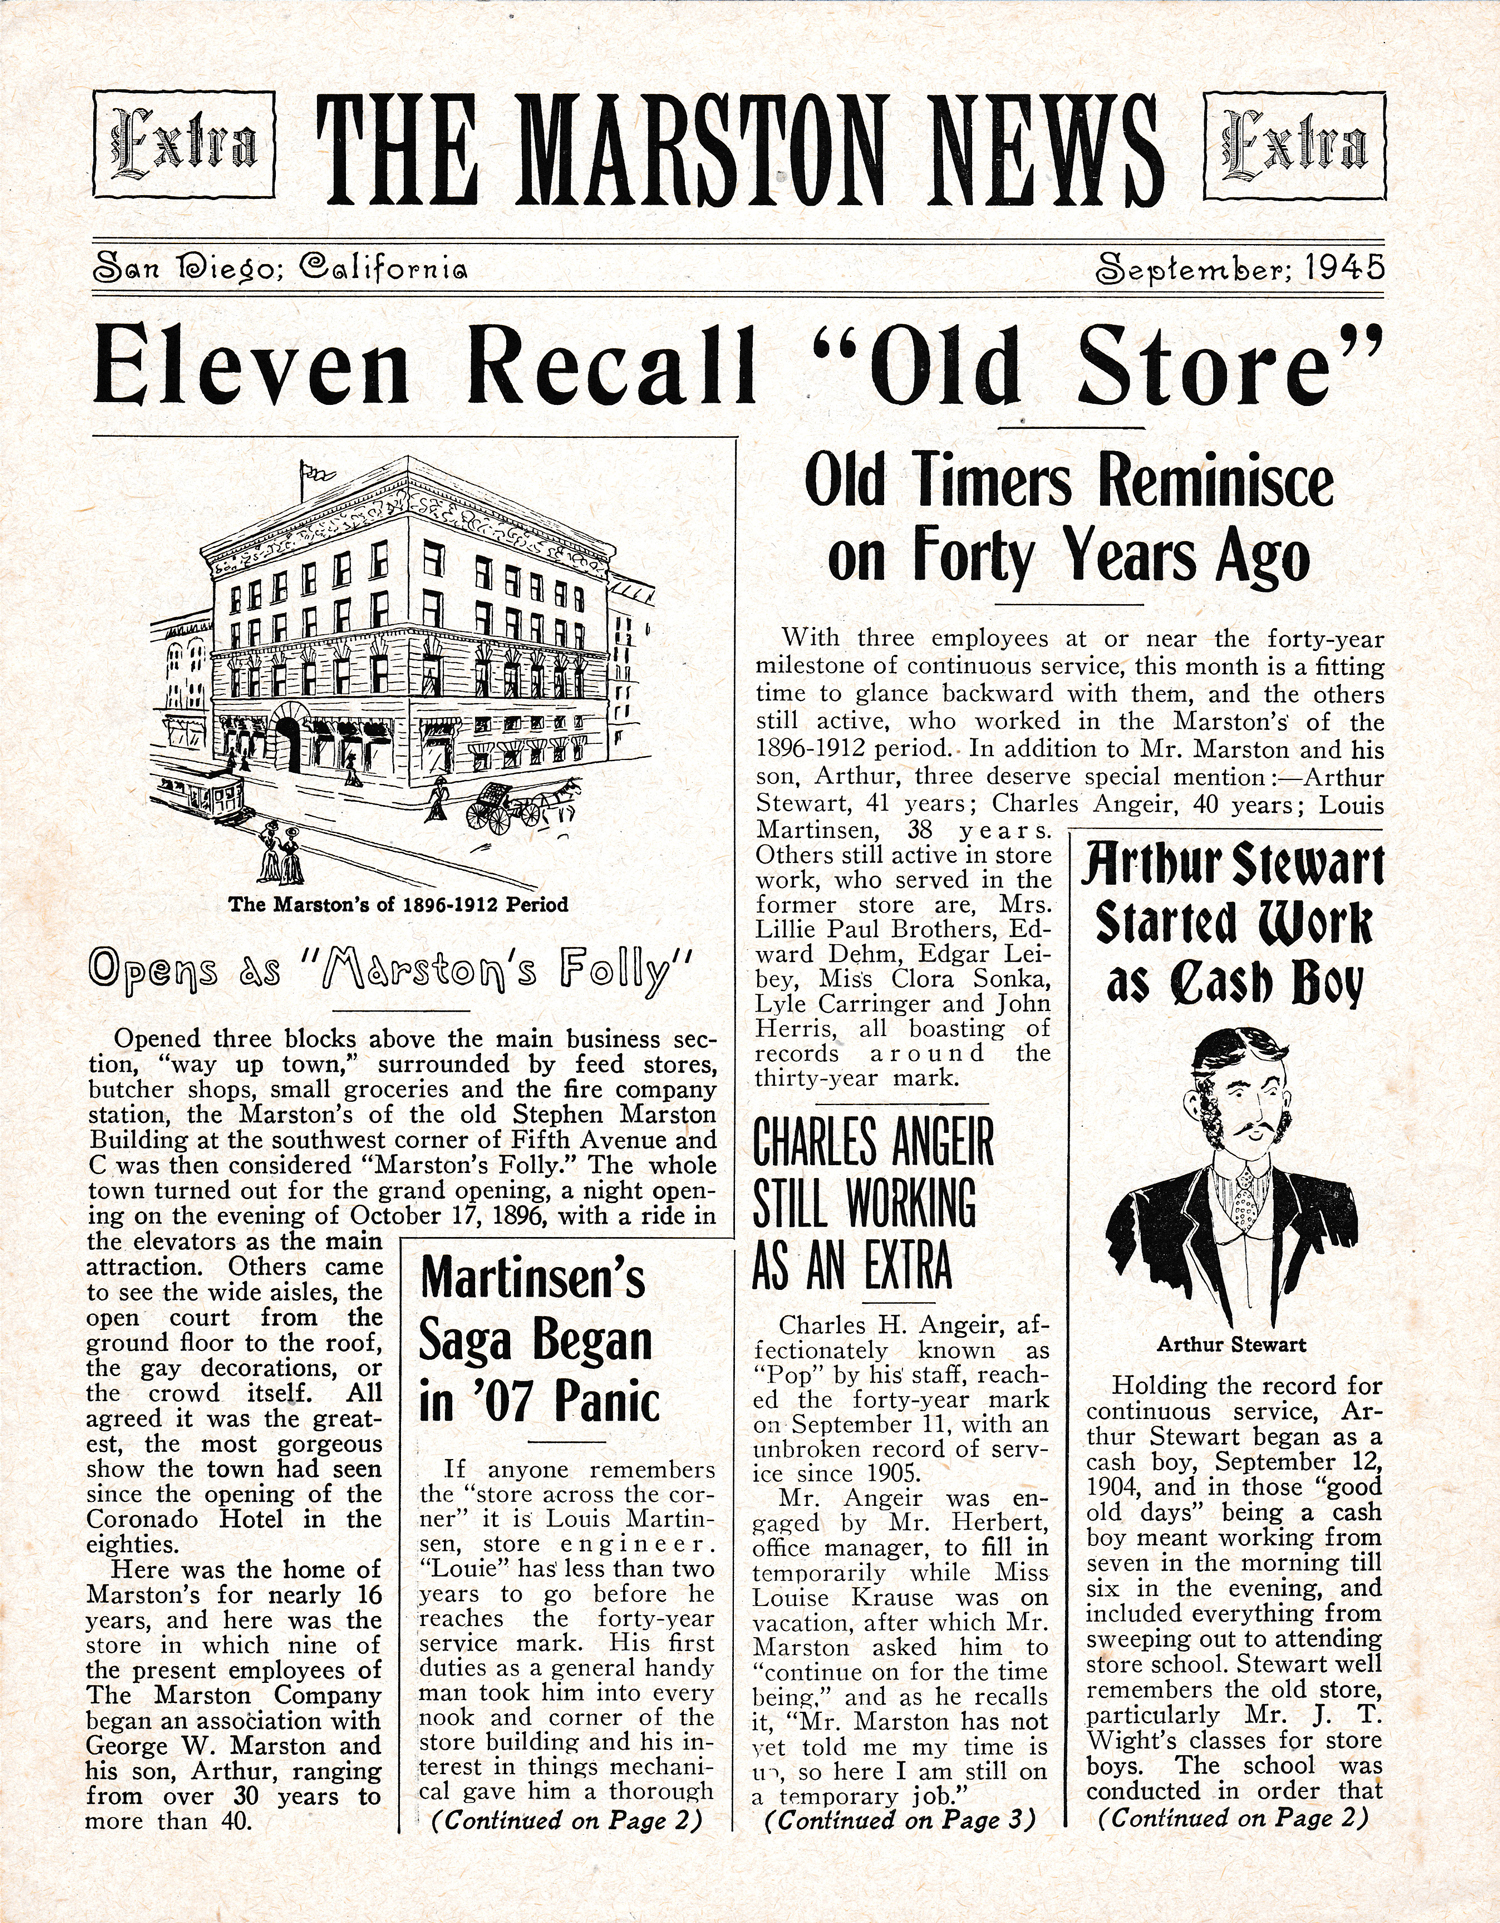 Extra
THE MARSTON NEWS
Extra
San Diego; California
September; 1945
Eleven Recall “Old Store”
The Marston's of 1896-1912 Period
Opens as "Marston's Folly"
Opened three blocks above the main business sec-
tion, “way up town,” surrounded by feed stores,
butcher shops, small groceries and the fire company
station, the Marston's of the old Stephen Marston
Building at the southwest corner of Fifth Avenue and
C was then considered “Marston's Folly.” The whole
town turned out for the grand opening, a night open-
ing on the evening of October 17, 1896, with a ride in
the elevators as the main
attraction. Others came
to see the wide aisles, the
open court from the
ground floor to the roof,
the gay decorations, or
the crowd itself. All
agreed it was the great-
est, the most gorgeous
show the town had seen
since the opening of the
Coronado Hotel in the
eighties.
Here was the home of
Marston's for nearly 16
years, and here was the
store in which nine of
the present employees of
The Marston Company
began an association with
George W. Marston and
his son, Arthur, ranging
from over 30 years to
more than 40.
Martinsen's
Saga Began
in '07 Panic
If anyone remembers
the “store across the cor-
ner” it is Louis Martin-
sen, store engineer.
“Louie” has less than two
years to go before he
reaches the forty-year
service mark. His first
duties as a general handy
man took him into every
nook and corner of the
store building and his in-
terest in things mechani-
cal gave him a thorough
(Continued on Page 2)
Old Timers Reminisce
on Forty Years Ago
With three employees at or near the forty-year
milestone of continuous service, this month is a fitting
time to glance backward with them, and the others
still active, who worked in the Marston's of the
1896-1912 period. In addition to Mr. Marston and his
son, Arthur, three deserve special mention:—Arthur
Stewart, 41 years; Charles Angeir, 40 years; Louis
Martinsen, 38 years.
Others still active in store
work, who served in the
former store are, Mrs.
Lillie Paul Brothers, Ed-
ward Dehm, Edgar Lei-
bey, Miss Clora Sonka,
Lyle Carringer and John
Herris, all boasting of
records around the
thirty-year mark.
CHARLES ANGEIR
STILL WORKING
AS AN EXTRA
Charles H. Angeir, af-
fectionately known as
“Pop” by his staff, reach-
ed the forty-year mark
on September 11, with an
unbroken record of serv-
ice since 1905.
Mr. Angeir was en-
gaged by Mr. Herbert,
office manager, to fill in
temporarily while Miss
Louise Krause was on
vacation, after which Mr.
Marston asked him to
“continue on for the time
being,” and as he recalls
it, “Mr. Marston has not
yet told me my time is
up, so here I am still on
a temporary job.”
(Continued on Page 3)
Arthur Stewart
Started Work
as Cash Boy
Arthur Stewart
Holding the record for
continuous service, Ar-
thur Stewart began as a
cash boy, September 12,
1904, and in those “good
old days” being a cash
boy meant working from
seven in the morning till
six in the evening, and
included everything from
sweeping out to attending
store school. Stewart well
remembers the old store,
particularly Mr. J. T.
Wight's classes for store
boys. The school was
conducted in order that
(Continued on Page 2)